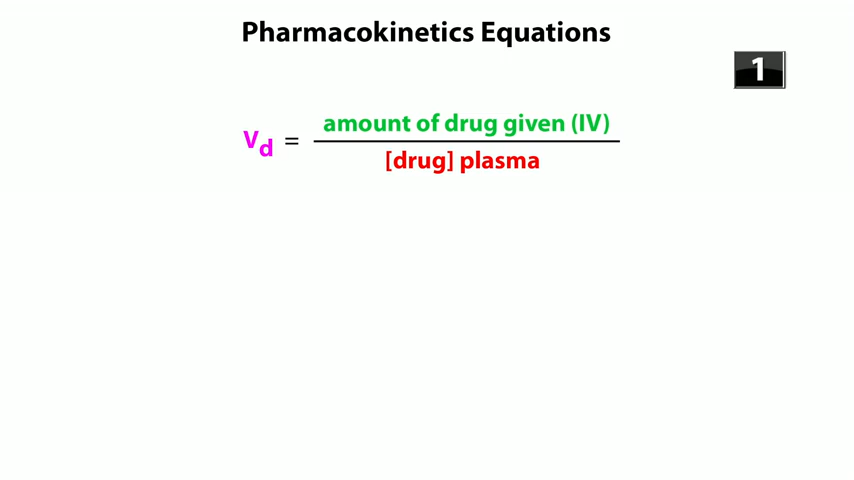 Pharmacokinetics Equations
1
amount of drug given (IV)
Vd =
[drug] plasma